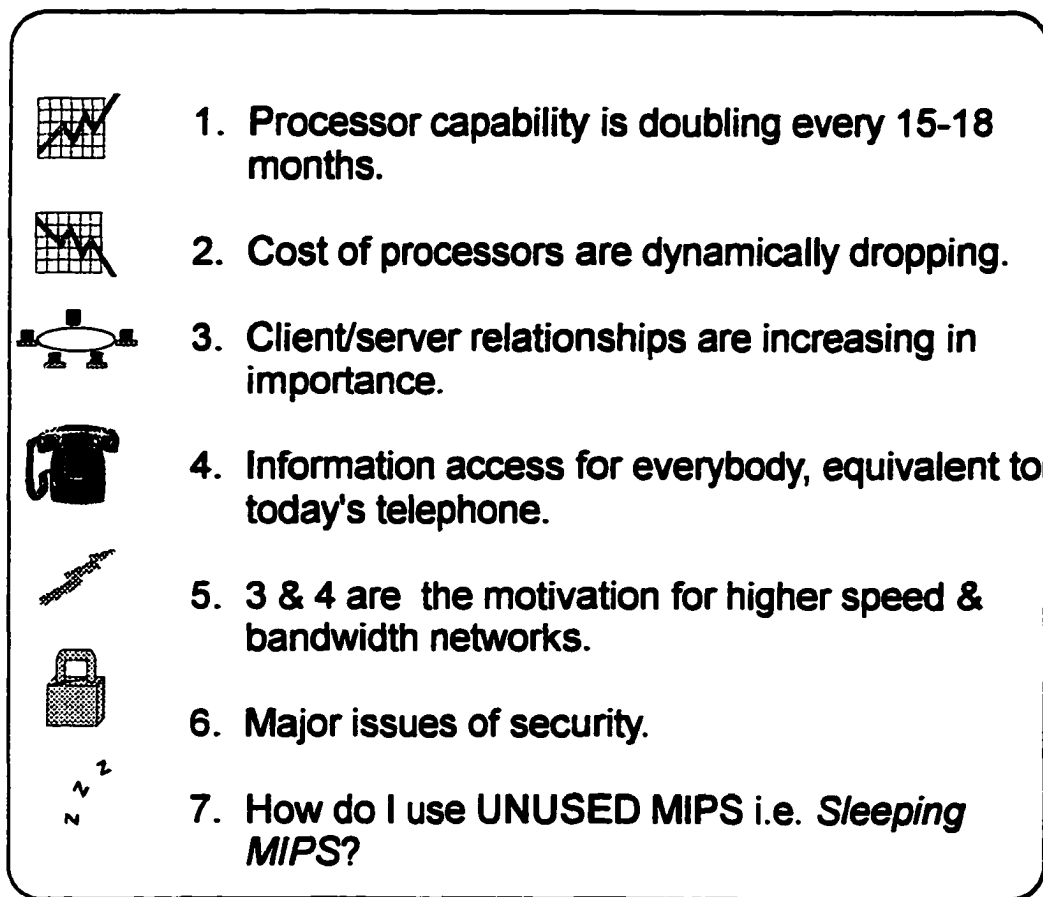 1. Processor capability is doubling every 15-18
months.
2. Cost of processors are dynamically dropping.
3. Client/server relationships are increasing in
importance.
4. Information access for everybody, equivalent to
today's telephone.
5. 3 & 4 are the motivation for higher speed &
bandwidth networks.
6. Major issues of security.
z z z
7. How do I use UNUSED MIPS i.e. Sleeping
MIPS?